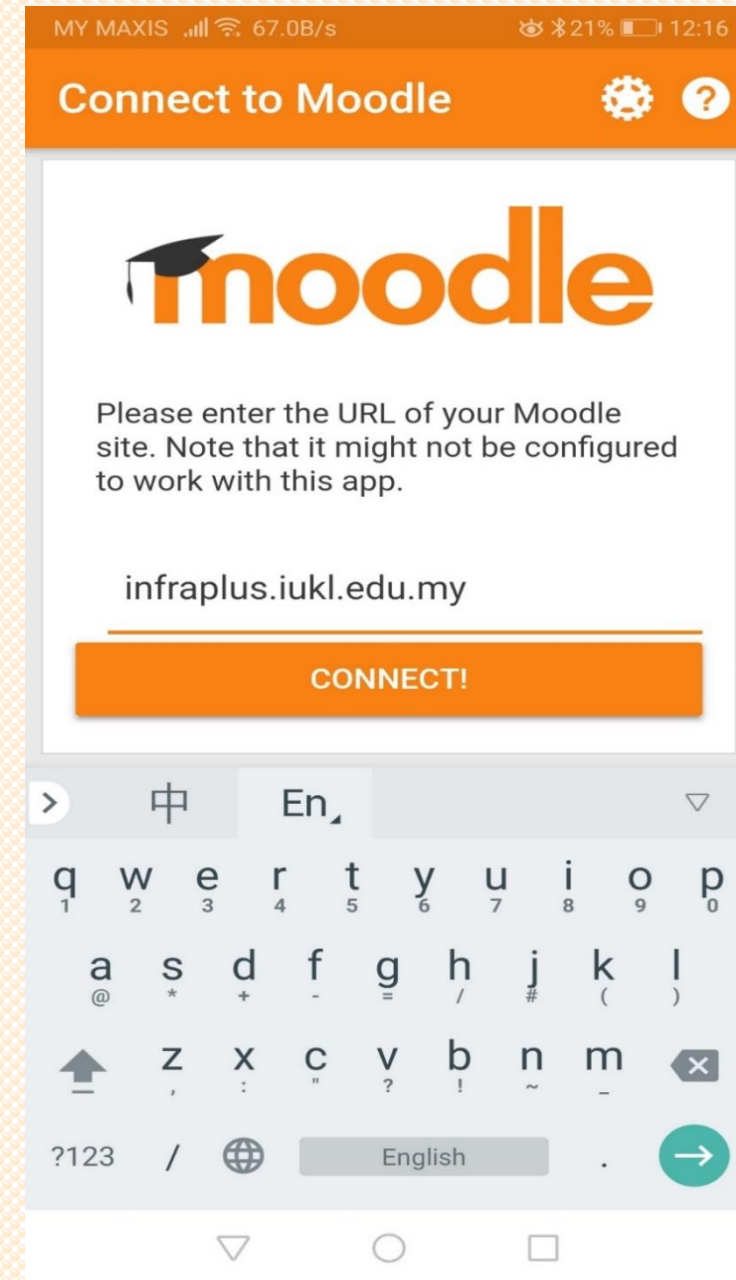 MY MAXIS 67.0B/s 21% 12:16
Connect to Moodle ?
moodle
Please enter the URL of your Moodle
site. Note that it might not be configured
to work with this app.
infraplus.iukl.edu.my
CONNECT!
> 中 En
q w e r t y u i o p
1 2 3 4 5 6 7 8 9 0
a s d f g h j k l
@ * + - = / # ( )
z x c v b n m
, : " ? ! ~ _
?123 / English .